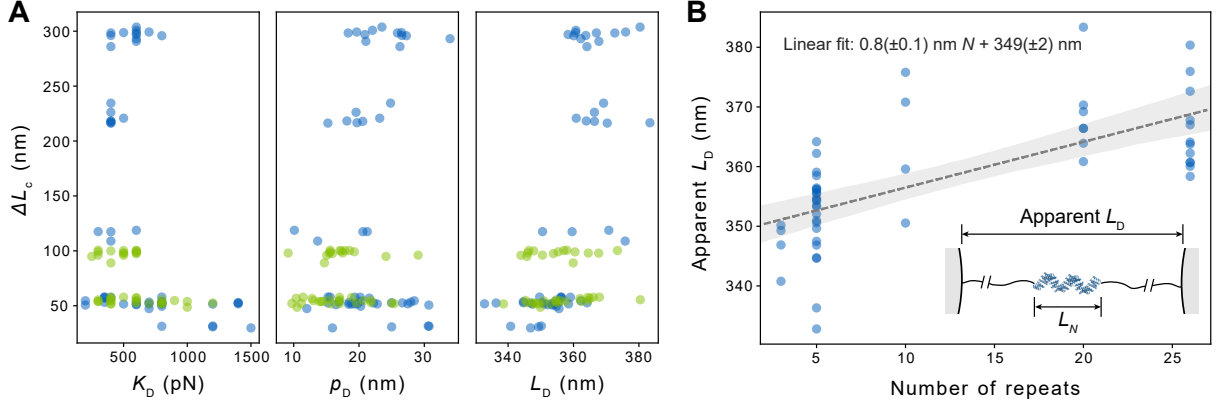 A
300
250
200
150
100
50
ΔLc (nm)
500
1000
1500
KD (pN)
10
20
30
pD (nm)
340
360
380
LD (nm)
B
Linear fit: 0.8(±0.1) nm N + 349(±2) nm
380
370
360
350
340
Apparent LD (nm)
Apparent LD
LN
5
10
15
20
25
Number of repeats